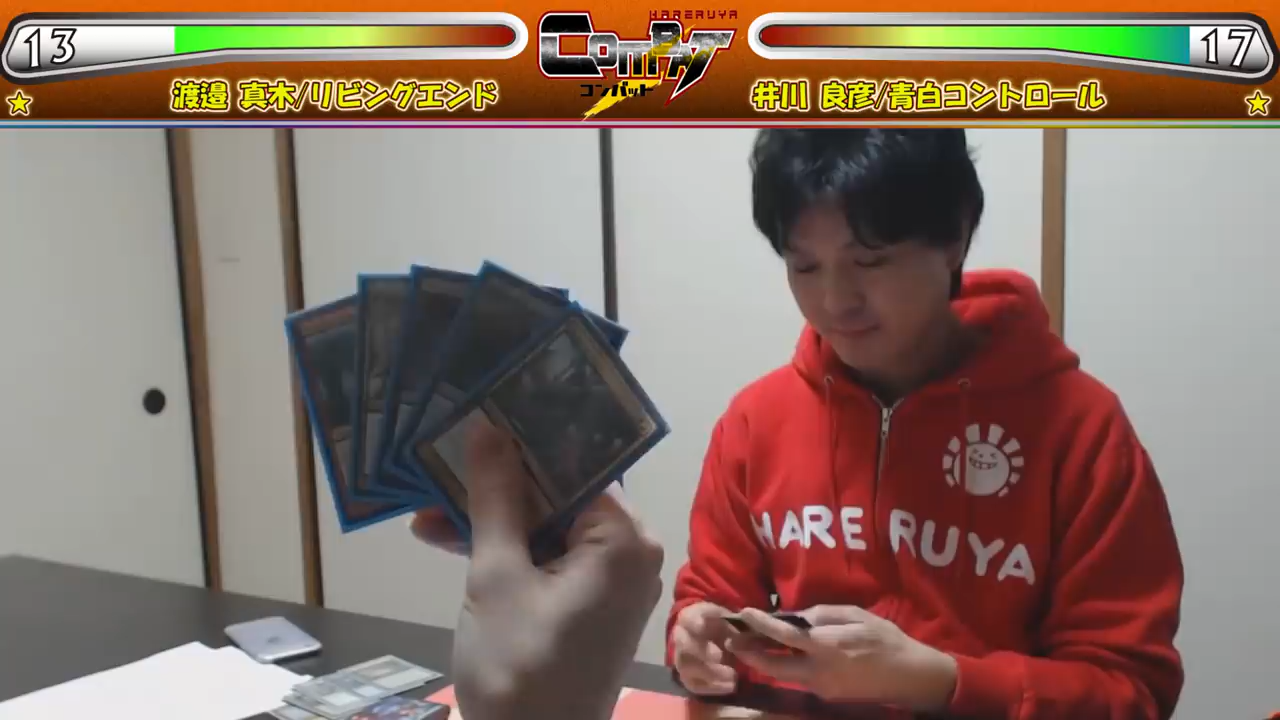 13
HARERUYA
COMBAT
コンバット
17
渡邉 真木/リビングエンド
井川 良彦/青白コントロール
HARE RUYA